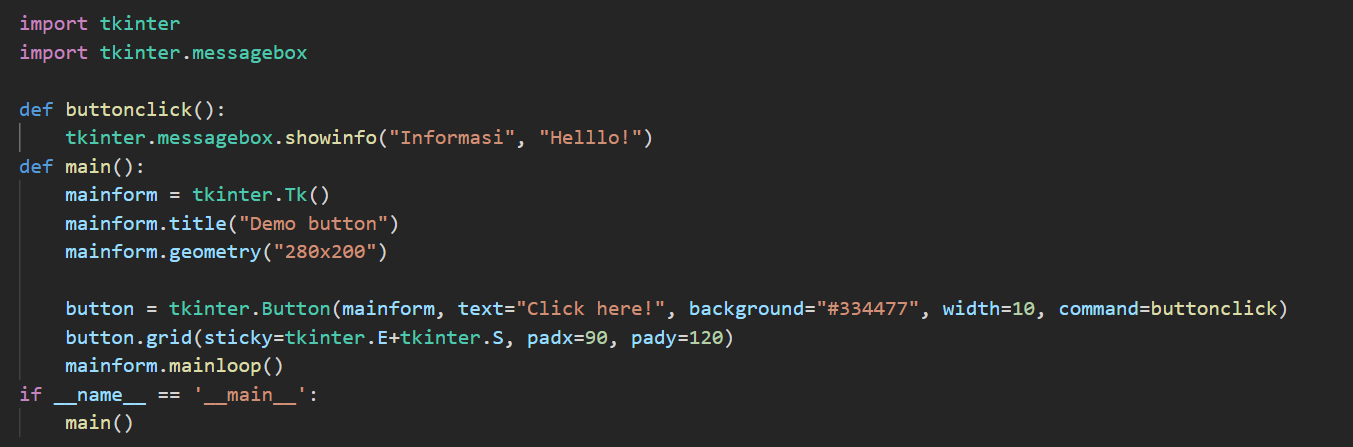 import tkinter
import tkinter.messagebox
def buttonclick():
    tkinter.messagebox.showinfo("Informasi", "Helllo!")
def main():
    mainform = tkinter.Tk()
    mainform.title("Demo button")
    mainform.geometry("280x200")
    button = tkinter.Button(mainform, text="Click here!", background="#334477", width=10, command=buttonclick)
    button.grid(sticky=tkinter.E+tkinter.S, padx=90, pady=120)
    mainform.mainloop()
if __name__ == '__main__':
    main()